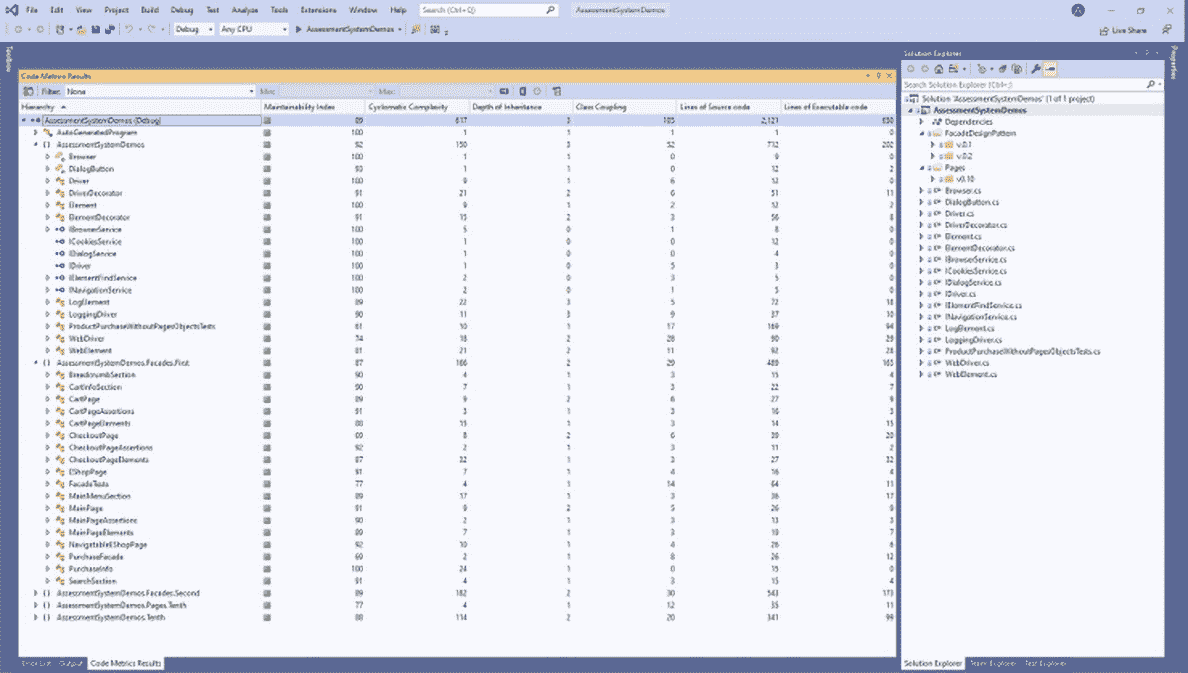 File Edit View Project Build Debug Test Analyze Tools Extensions Window Help Search (Ctrl+Q) AssessmentSystemDemos
Debug Any CPU AssessmentSystemDemos Live Share
Toolbox
Properties
Code Metrics Results
Filter: None Min: Max:
Hierarchy Maintainability Index Cyclomatic Complexity Depth of Inheritance Class Coupling Lines of Source code Lines of Executable code
AssessmentSystemDemos (Debug) 89 617 3 105 2,121 650
AutoGeneratedProgram 100 1 1 1 1 0
AssessmentSystemDemos 92 150 3 52 712 202
Browser 100 1 1 0 9 0
DialogButton 93 1 1 0 12 2
Driver 100 9 1 6 12 0
DriverDecorator 91 21 2 6 51 11
Element 100 9 1 2 12 2
ElementDecorator 91 15 2 3 56 8
IBrowserService 100 5 0 1 8 0
ICookiesService 100 1 0 0 12 0
IDialogService 100 1 0 0 4 0
IDriver 100 1 0 5 3 0
IElementFindService 100 2 0 3 5 0
INavigationService 100 2 0 1 5 0
LogElement 89 22 3 5 72 18
LoggingDriver 90 11 3 9 37 10
ProductPurchaseWithoutPagesObjectsTests 61 10 1 17 169 94
WebDriver 74 18 2 28 90 29
WebElement 81 21 2 11 92 28
AssessmentSystemDemos.Facades.First 87 166 2 29 489 165
BreadcrumbSection 90 4 1 3 15 4
CartInfoSection 90 7 1 3 22 7
CartPage 89 9 2 6 27 9
CartPageAssertions 91 3 1 3 16 3
CartPageElements 88 15 1 3 14 15
CheckoutPage 69 8 2 6 39 20
CheckoutPageAssertions 92 2 1 3 11 2
CheckoutPageElements 87 32 1 3 27 32
EShopPage 91 7 1 4 16 4
FacadeTests 77 4 1 14 64 11
MainMenuSection 89 17 1 3 36 17
MainPage 91 9 2 5 26 9
MainPageAssertions 90 2 1 3 13 3
MainPageElements 89 7 1 3 18 7
NavigatableEShopPage 92 10 1 4 26 6
PurchaseFacade 69 2 1 8 26 12
PurchaseInfo 100 24 1 0 15 0
SearchSection 91 4 1 3 15 4
AssessmentSystemDemos.Facades.Second 89 182 2 30 543 173
AssessmentSystemDemos.Pages.Tenth 77 4 1 12 35 11
AssessmentSystemDemos.Tenth 88 114 2 20 341 99
Error List Output Code Metrics Results
Solution Explorer
Search Solution Explorer (Ctrl+;)
Solution 'AssessmentSystemDemos' (1 of 1 project)
AssessmentSystemDemos
Dependencies
FacadeDesignPattern
v.0.1
v.0.2
Pages
v0.10
Browser.cs
DialogButton.cs
Driver.cs
DriverDecorator.cs
Element.cs
ElementDecorator.cs
IBrowserService.cs
ICookiesService.cs
IDialogService.cs
IDriver.cs
IElementFindService.cs
INavigationService.cs
LogElement.cs
LoggingDriver.cs
ProductPurchaseWithoutPagesObjectsTests.cs
WebDriver.cs
WebElement.cs
Solution Explorer Team Explorer Test Explorer